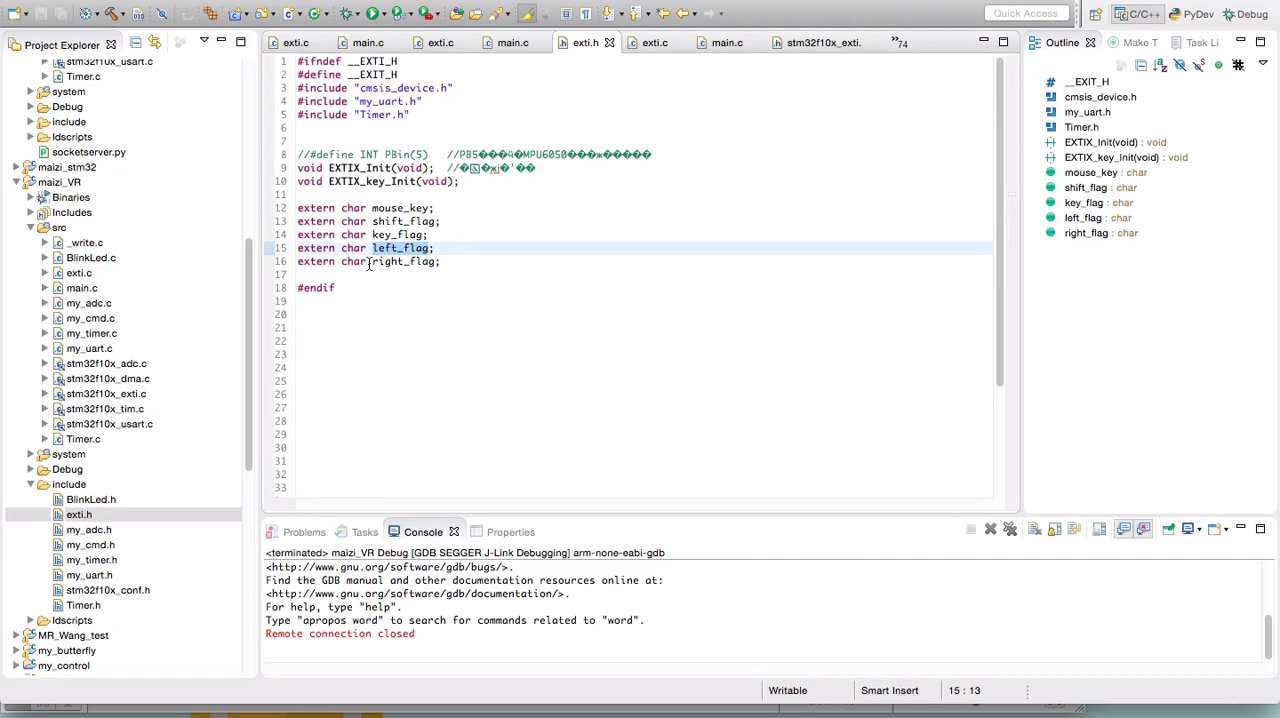 Quick Access
C/C++
PyDev
Debug
Project Explorer
stm32f10x_usart.c
Timer.c
system
Debug
include
ldscripts
socketserver.py
maizi_stm32
maizi_VR
Binaries
Includes
src
_write.c
BlinkLed.c
exti.c
main.c
my_adc.c
my_cmd.c
my_timer.c
my_uart.c
stm32f10x_adc.c
stm32f10x_dma.c
stm32f10x_exti.c
stm32f10x_tim.c
stm32f10x_usart.c
Timer.c
system
Debug
include
BlinkLed.h
exti.h
my_adc.h
my_cmd.h
my_timer.h
my_uart.h
stm32f10x_conf.h
Timer.h
ldscripts
MR_Wang_test
my_butterfly
my_control
exti.c
main.c
exti.c
main.c
exti.h
exti.c
main.c
stm32f10x_exti.
»74
1 #ifndef __EXTI_H
2 #define __EXIT_H
3 #include "cmsis_device.h"
4 #include "my_uart.h"
5 #include "Timer.h"
6
7
8 //#define INT PBin(5) //PB5���ӵ�MPU6050���ж�����
9 void EXTIX_Init(void); //�
10 void EXTIX_key_Init(void);
11
12 extern char mouse_key;
13 extern char shift_flag;
14 extern char key_flag;
15 extern char left_flag;
16 extern char right_flag;
17
18 #endif
19
20
21
22
23
24
25
26
27
28
29
30
31
32
33
Outline
Make T
Task Li
__EXIT_H
cmsis_device.h
my_uart.h
Timer.h
EXTIX_Init(void) : void
EXTIX_key_Init(void) : void
mouse_key : char
shift_flag : char
key_flag : char
left_flag : char
right_flag : char
Problems
Tasks
Console
Properties
<terminated> maizi_VR Debug [GDB SEGGER J-Link Debugging] arm-none-eabi-gdb
<http://www.gnu.org/software/gdb/bugs/>.
Find the GDB manual and other documentation resources online at:
<http://www.gnu.org/software/gdb/documentation/>.
For help, type "help".
Type "apropos word" to search for commands related to "word".
Remote connection closed
Writable
Smart Insert
15 : 13